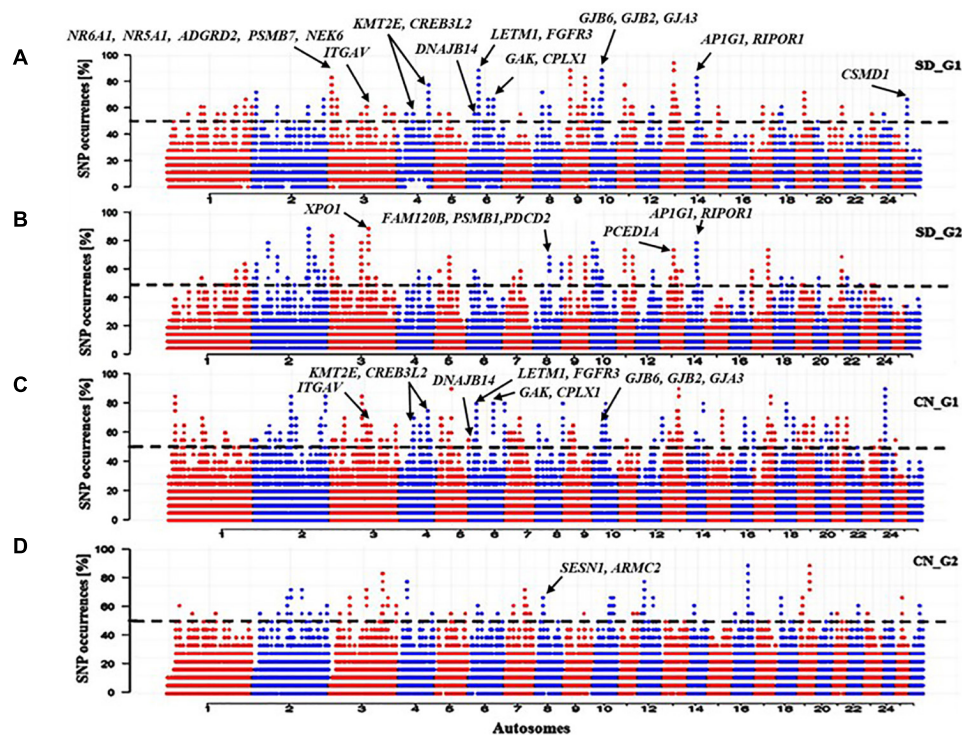 A
NR6A1, NR5A1, ADGRD2, PSMB7, NEK6
ITGAV
KMT2E, CREB3L2
DNAJB14
LETM1, FGFR3
GAK, CPLX1
GJB6, GJB2, GJA3
AP1G1, RIPOR1
CSMD1
SD_G1
SNP occurrences [%]
100
80
60
40
20
0
1 2 3 4 5 6 7 8 9 10 12 14 16 18 20 22 24
B
XPO1
FAM120B, PSMB1,PDCD2
PCED1A
AP1G1, RIPOR1
SD_G2
SNP occurrences [%]
100
80
60
40
20
0
1 2 3 4 5 6 7 8 9 10 12 14 16 18 20 22 24
C
ITGAV
KMT2E, CREB3L2
DNAJB14
LETM1, FGFR3
GAK, CPLX1
GJB6, GJB2, GJA3
CN_G1
SNP occurrences [%]
100
80
60
40
20
0
1 2 3 4 5 6 7 8 9 10 12 14 16 18 20 22 24
D
SESN1, ARMC2
CN_G2
SNP occurrences [%]
100
80
60
40
20
0
1 2 3 4 5 6 7 8 9 10 12 14 16 18 20 22 24
Autosomes